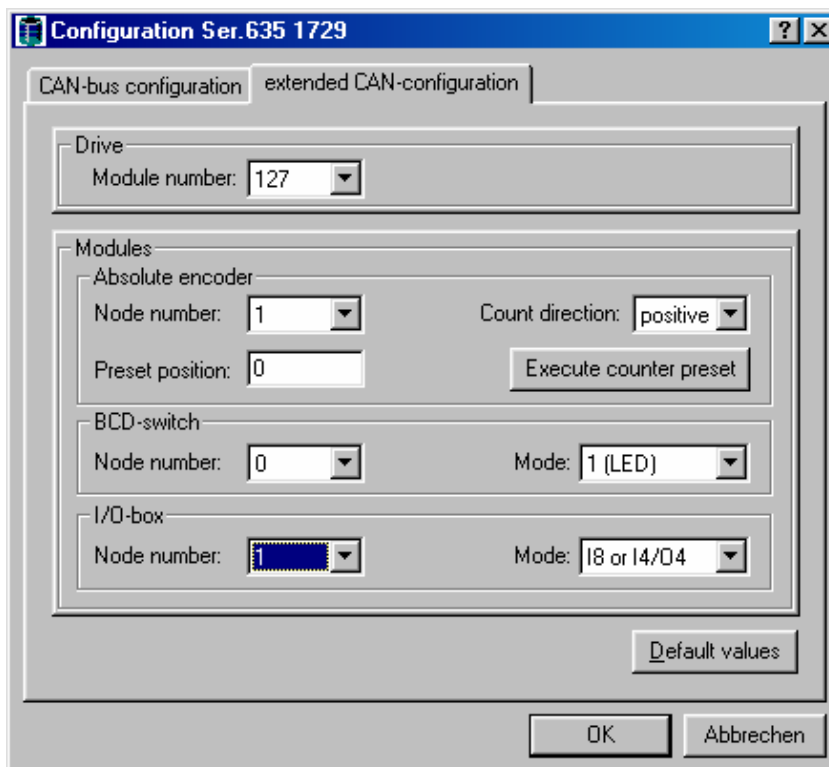 Configuration Ser.635 1729
CAN-bus configuration extended CAN-configuration
Drive
Module number: 127
Modules
Absolute encoder
Node number: 1 Count direction: positive
Preset position: 0 Execute counter preset
BCD-switch
Node number: 0 Mode: 1 (LED)
I/O-box
Node number: 1 Mode: I8 or I4/O4
Default values
OK Abbrechen